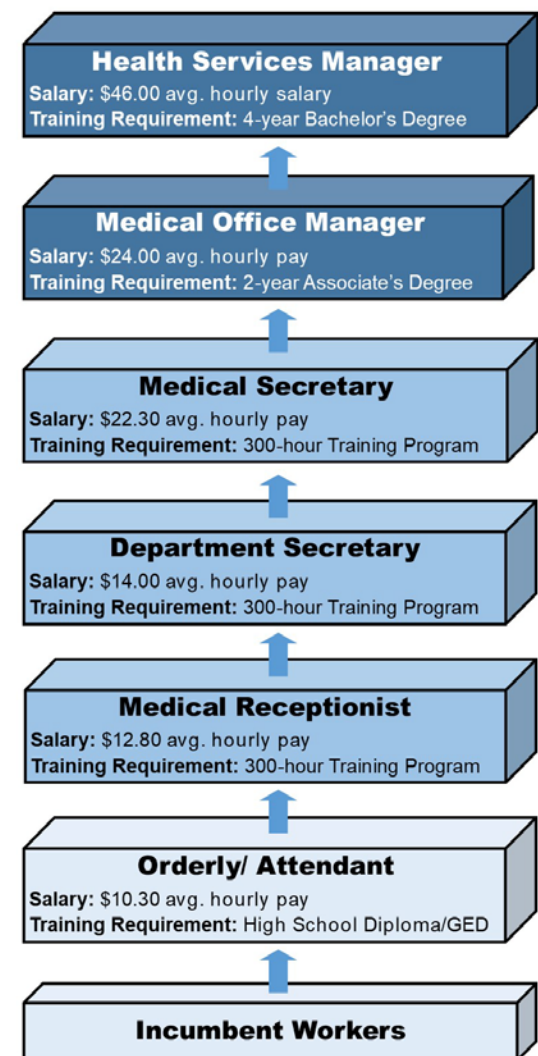 Health Services Manager
Salary: $46.00 avg. hourly salary
Training Requirement: 4-year Bachelor's Degree
Medical Office Manager
Salary: $24.00 avg. hourly pay
Training Requirement: 2-year Associate's Degree
Medical Secretary
Salary: $22.30 avg. hourly pay
Training Requirement: 300-hour Training Program
Department Secretary
Salary: $14.00 avg. hourly pay
Training Requirement: 300-hour Training Program
Medical Receptionist
Salary: $12.80 avg. hourly pay
Training Requirement: 300-hour Training Program
Orderly/ Attendant
Salary: $10.30 avg. hourly pay
Training Requirement: High School Diploma/GED
Incumbent Workers